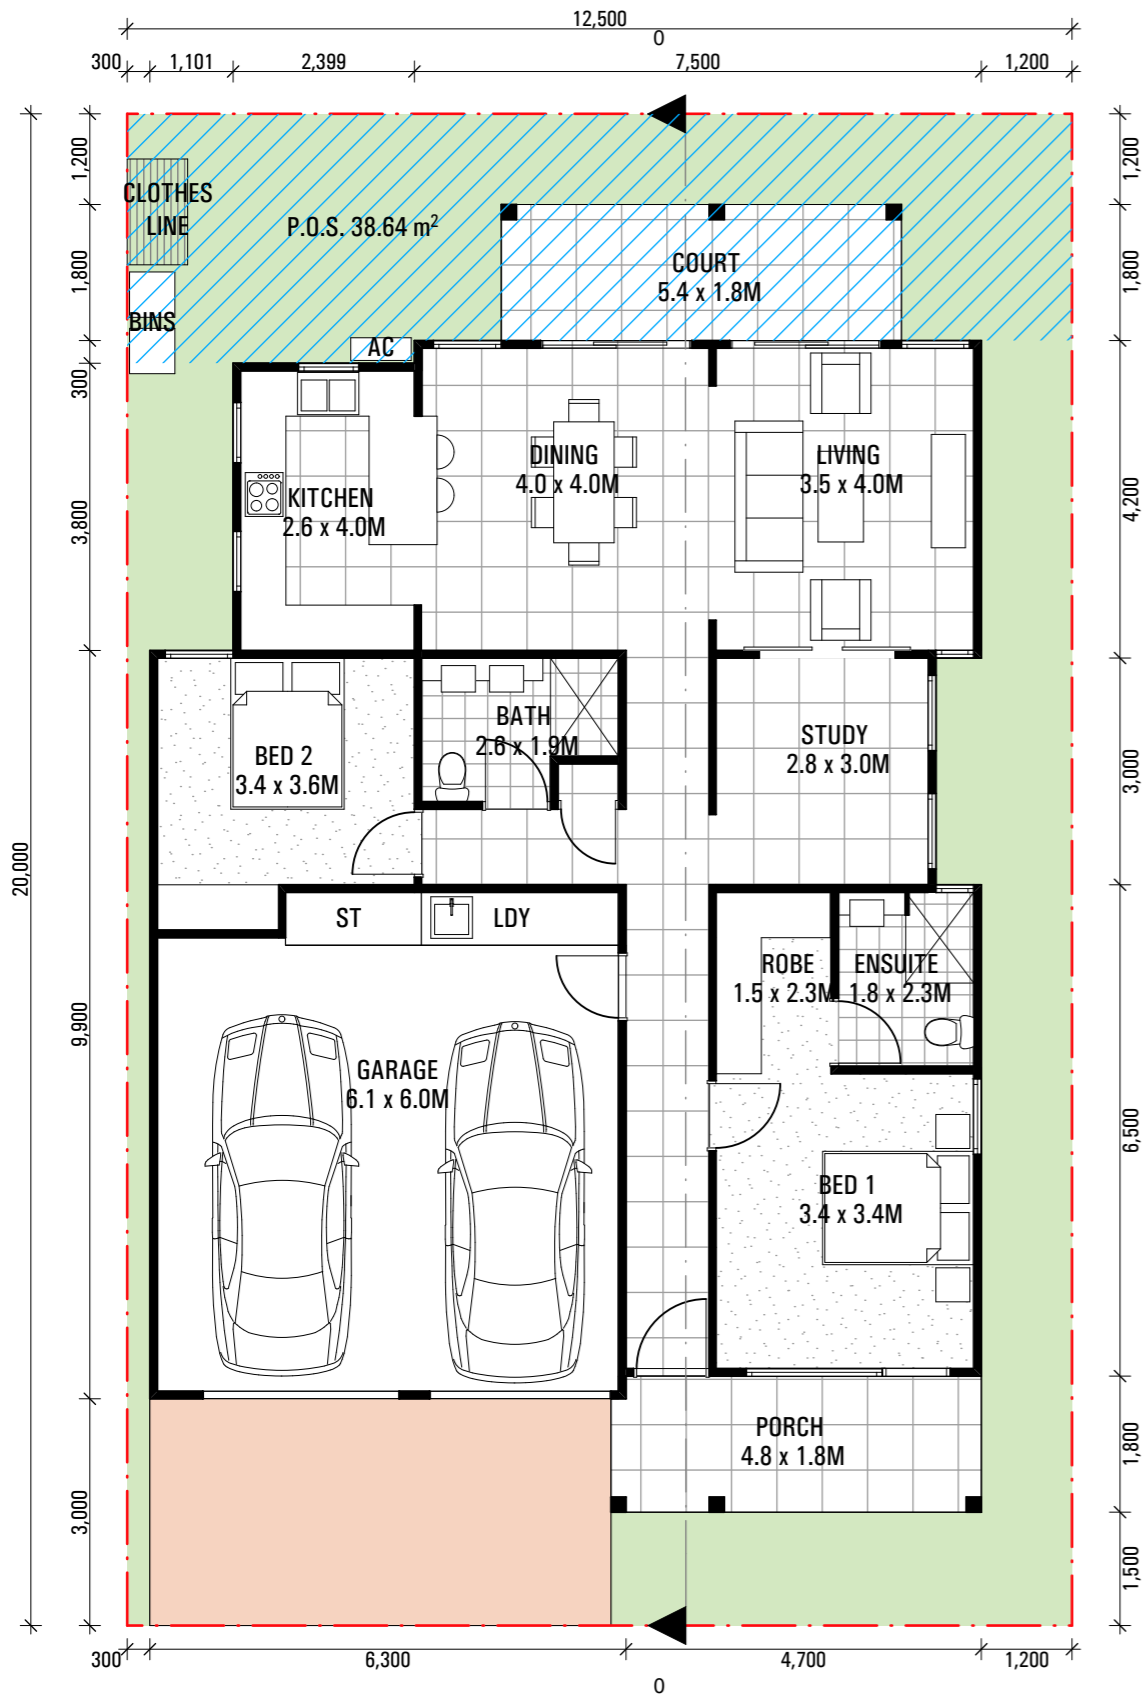 12,500
0
300
1,101
2,399
7,500
1,200
1,200
1,200
CLOTHES
LINE
P.O.S. 38.64 m²
COURT
5.4 x 1.8M
1,800
1,800
BINS
AC
300
DINING
4.0 x 4.0M
LIVING
3.5 x 4.0M
KITCHEN
2.6 x 4.0M
3,800
4,200
BATH
2.6 x 1.9M
BED 2
3.4 x 3.6M
STUDY
2.8 x 3.0M
3,000
20,000
ST
LDY
ROBE
1.5 x 2.3M
ENSUITE
1.8 x 2.3M
9,900
GARAGE
6.1 x 6.0M
6,500
BED 1
3.4 x 3.4M
PORCH
4.8 x 1.8M
1,800
3,000
1,500
300
6,300
4,700
1,200
0